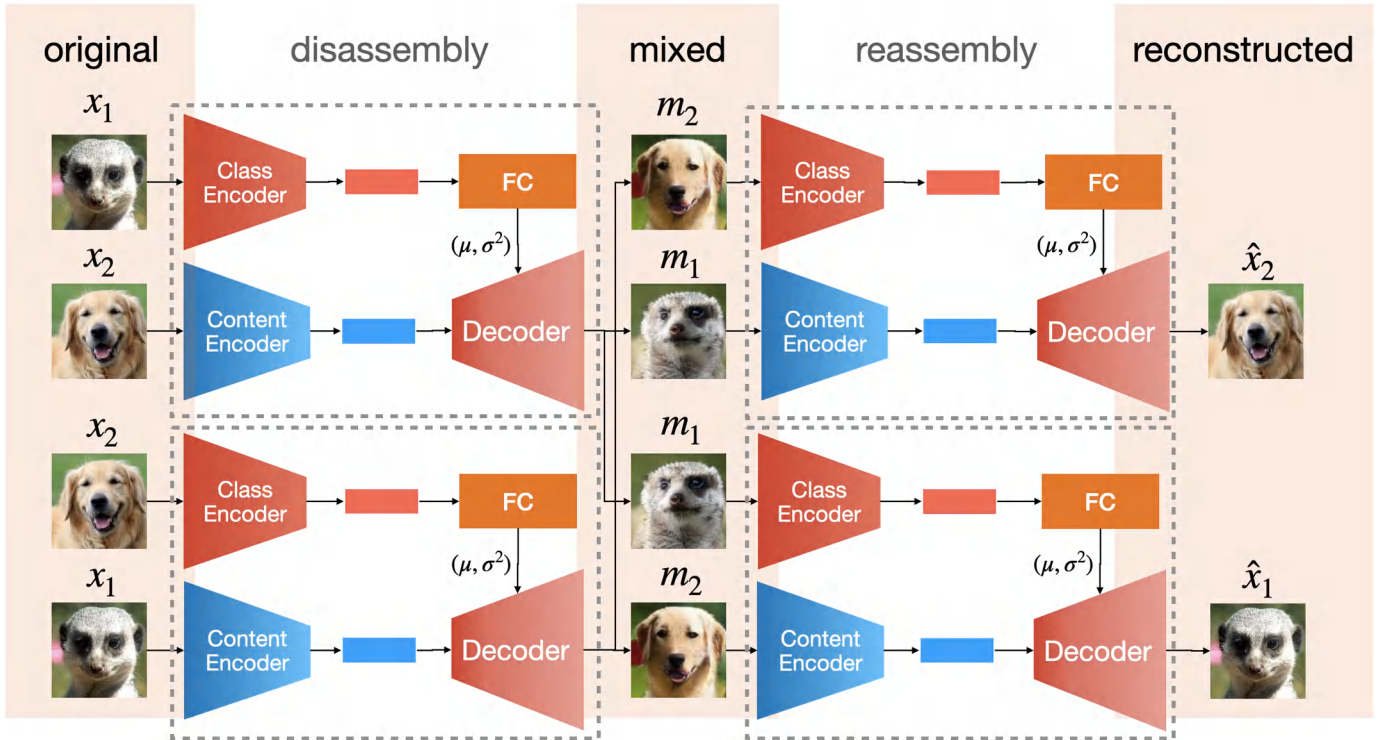 original disassembly mixed reassembly reconstructed
x₁ m₂
Class
Encoder
FC
Class
Encoder
FC
(μ, σ²) (μ, σ²)
x₂ m₁ x̂₂
Content
Encoder
Decoder
Content
Encoder
Decoder
x₂ m₁
Class
Encoder
FC
Class
Encoder
FC
(μ, σ²) (μ, σ²)
x₁ m₂ x̂₁
Content
Encoder
Decoder
Content
Encoder
Decoder